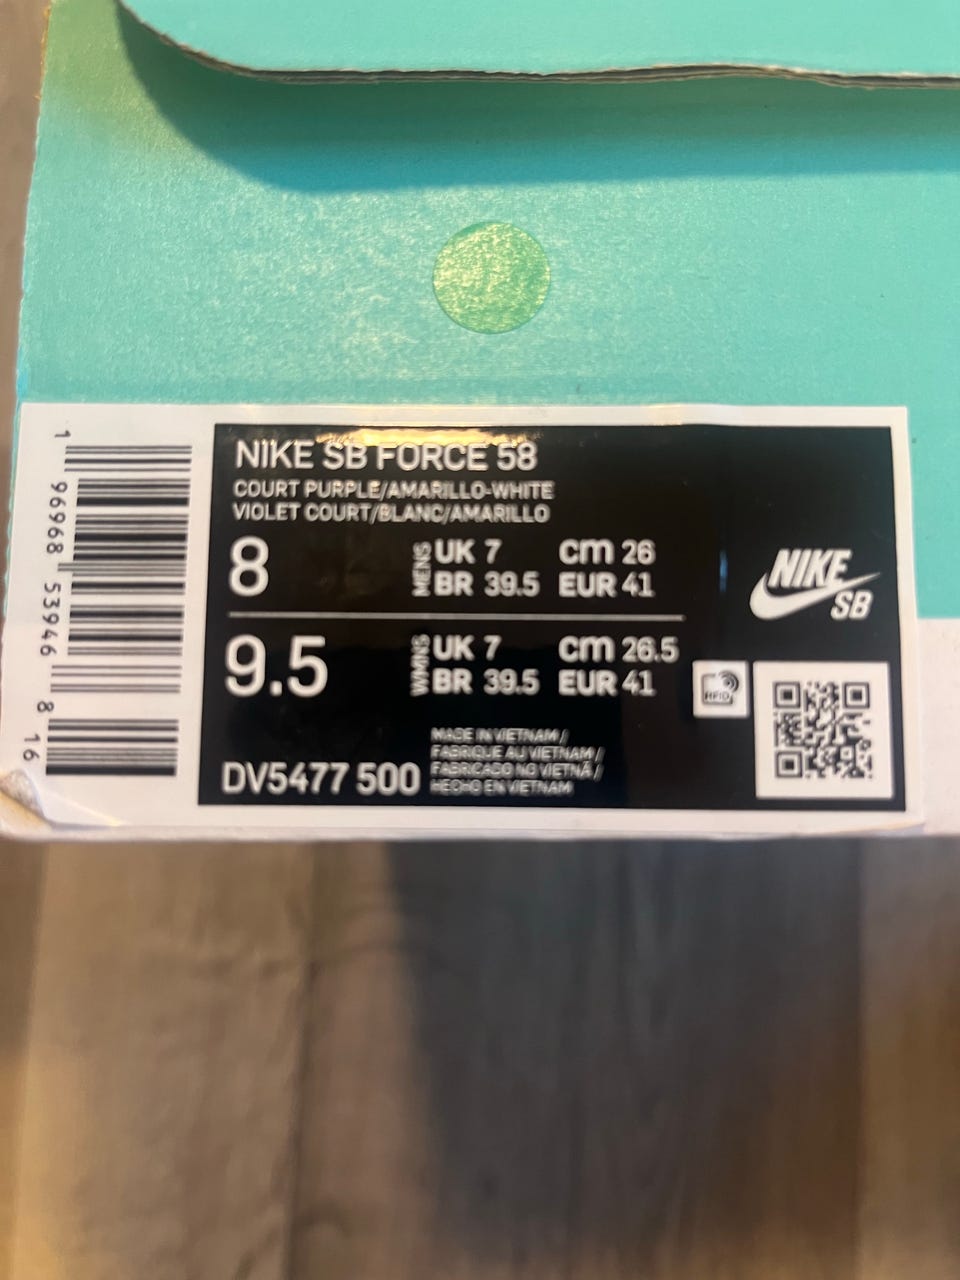 NIKE SB FORCE 58
COURT PURPLE/AMARILLO-WHITE
VIOLET COURT/BLANC/AMARILLO
8 MENS UK 7 cm 26
BR 39.5 EUR 41
9.5 WMNS UK 7 cm 26.5
BR 39.5 EUR 41
DV5477 500
MADE IN VIETNAM /
FABRIQUE AU VIETNAM /
FABRICADO NO VIETNÃ /
HECHO EN VIETNAM
NIKE
SB
RFID
1 96968 53946 8 16